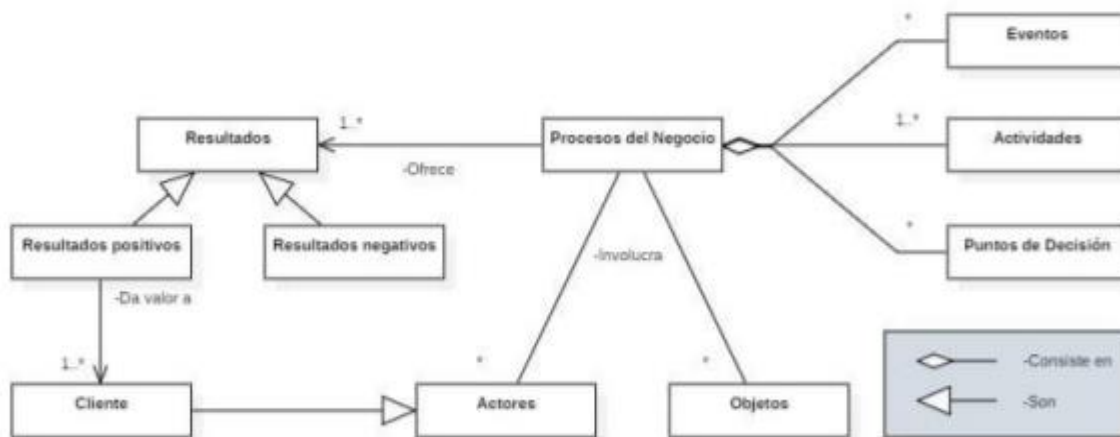 *
Eventos
1..*
1..*
Resultados
Procesos del Negocio
Actividades
-Ofrece
*
Resultados positivos
Resultados negativos
-Involucra
Puntos de Decisión
-Da valor a
1..*
*
*
-Consiste en
Cliente
Actores
Objetos
-Son